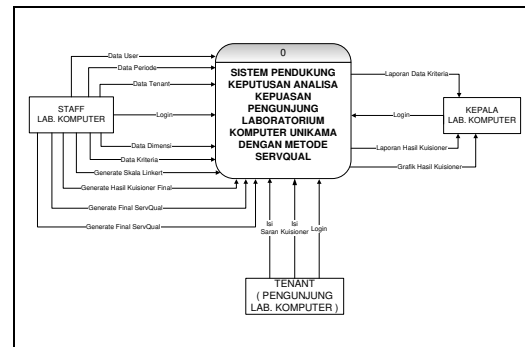 0
SISTEM PENDUKUNG
KEPUTUSAN ANALISA
KEPUASAN
PENGUNJUNG
LABORATORIUM
KOMPUTER UNIKAMA
DENGAN METODE
SERVQUAL
STAFF
LAB. KOMPUTER
Data User
Data Periode
Data Tenant
Login
Data Dimensi
Data Kriteria
Generate Skala Linkert
Generate Hasil Kuisioner Final
Generate Final ServQual
Generate Final ServQual
Laporan Data Kriteria
Login
Laporan Hasil Kuisioner
Grafik Hasil Kuisioner
KEPALA
LAB. KOMPUTER
Isi
Saran
Isi
Kuisioner
Login
TENANT
( PENGUNJUNG
LAB. KOMPUTER )